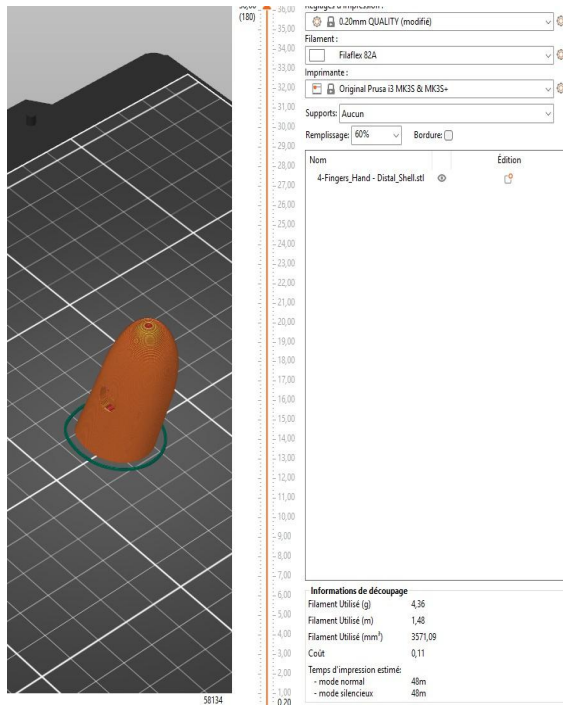 Réglages d'impression :
0.20mm QUALITY (modifié)
Filament :
Filaflex 82A
Imprimante :
Original Prusa i3 MK3S & MK3S+
Supports: Aucun
Remplissage: 60% Bordure:
Nom Édition
4-Fingers_Hand - Distal_Shell.stl
Informations de découpage
Filament Utilisé (g) 4,36
Filament Utilisé (m) 1,48
Filament Utilisé (mm³) 3571,09
Coût 0,11
Temps d'impression estimé:
- mode normal 48m
- mode silencieux 48m
36,00
(180)
36,00
35,00
34,00
33,00
32,00
31,00
30,00
29,00
28,00
27,00
26,00
25,00
24,00
23,00
22,00
21,00
20,00
19,00
18,00
17,00
16,00
15,00
14,00
13,00
12,00
11,00
10,00
9,00
8,00
7,00
6,00
5,00
4,00
3,00
2,00
1,00
0,20
58134